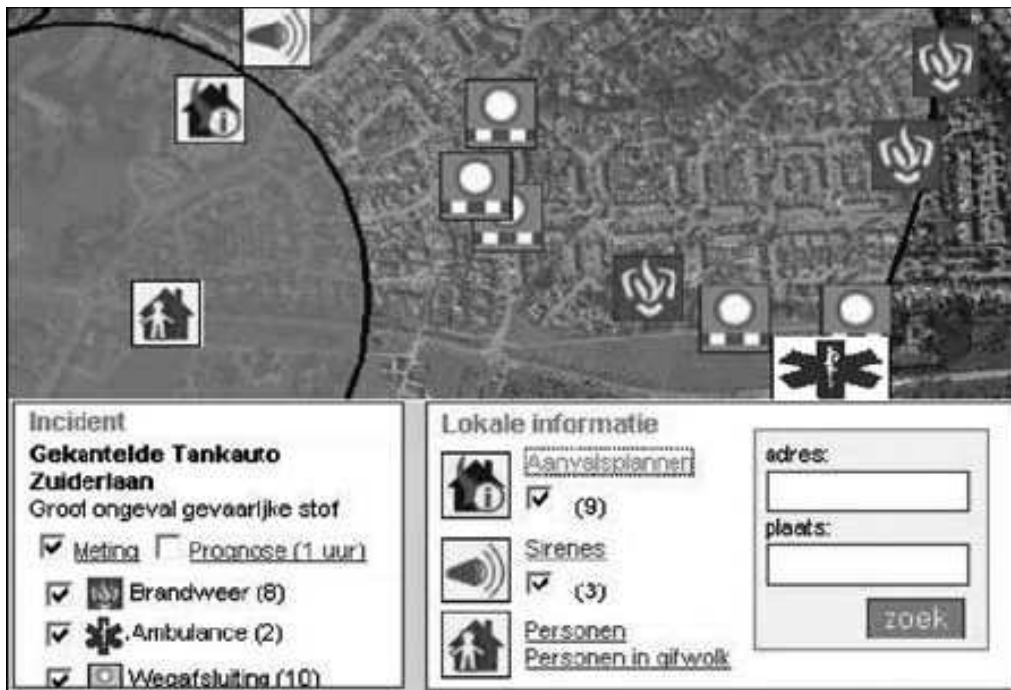 Incident
Gekantelde Tankauto
Zuiderlaan
Groot ongeval gevaarlijke stof
Meting Prognose (1 uur)
Brandweer (8)
Ambulance (2)
Wegafsluiting (10)
Lokale informatie
Aanvalsplannen
(9)
Sirenes
(3)
Personen
Personen in gifwolk
adres:
plaats:
zoek